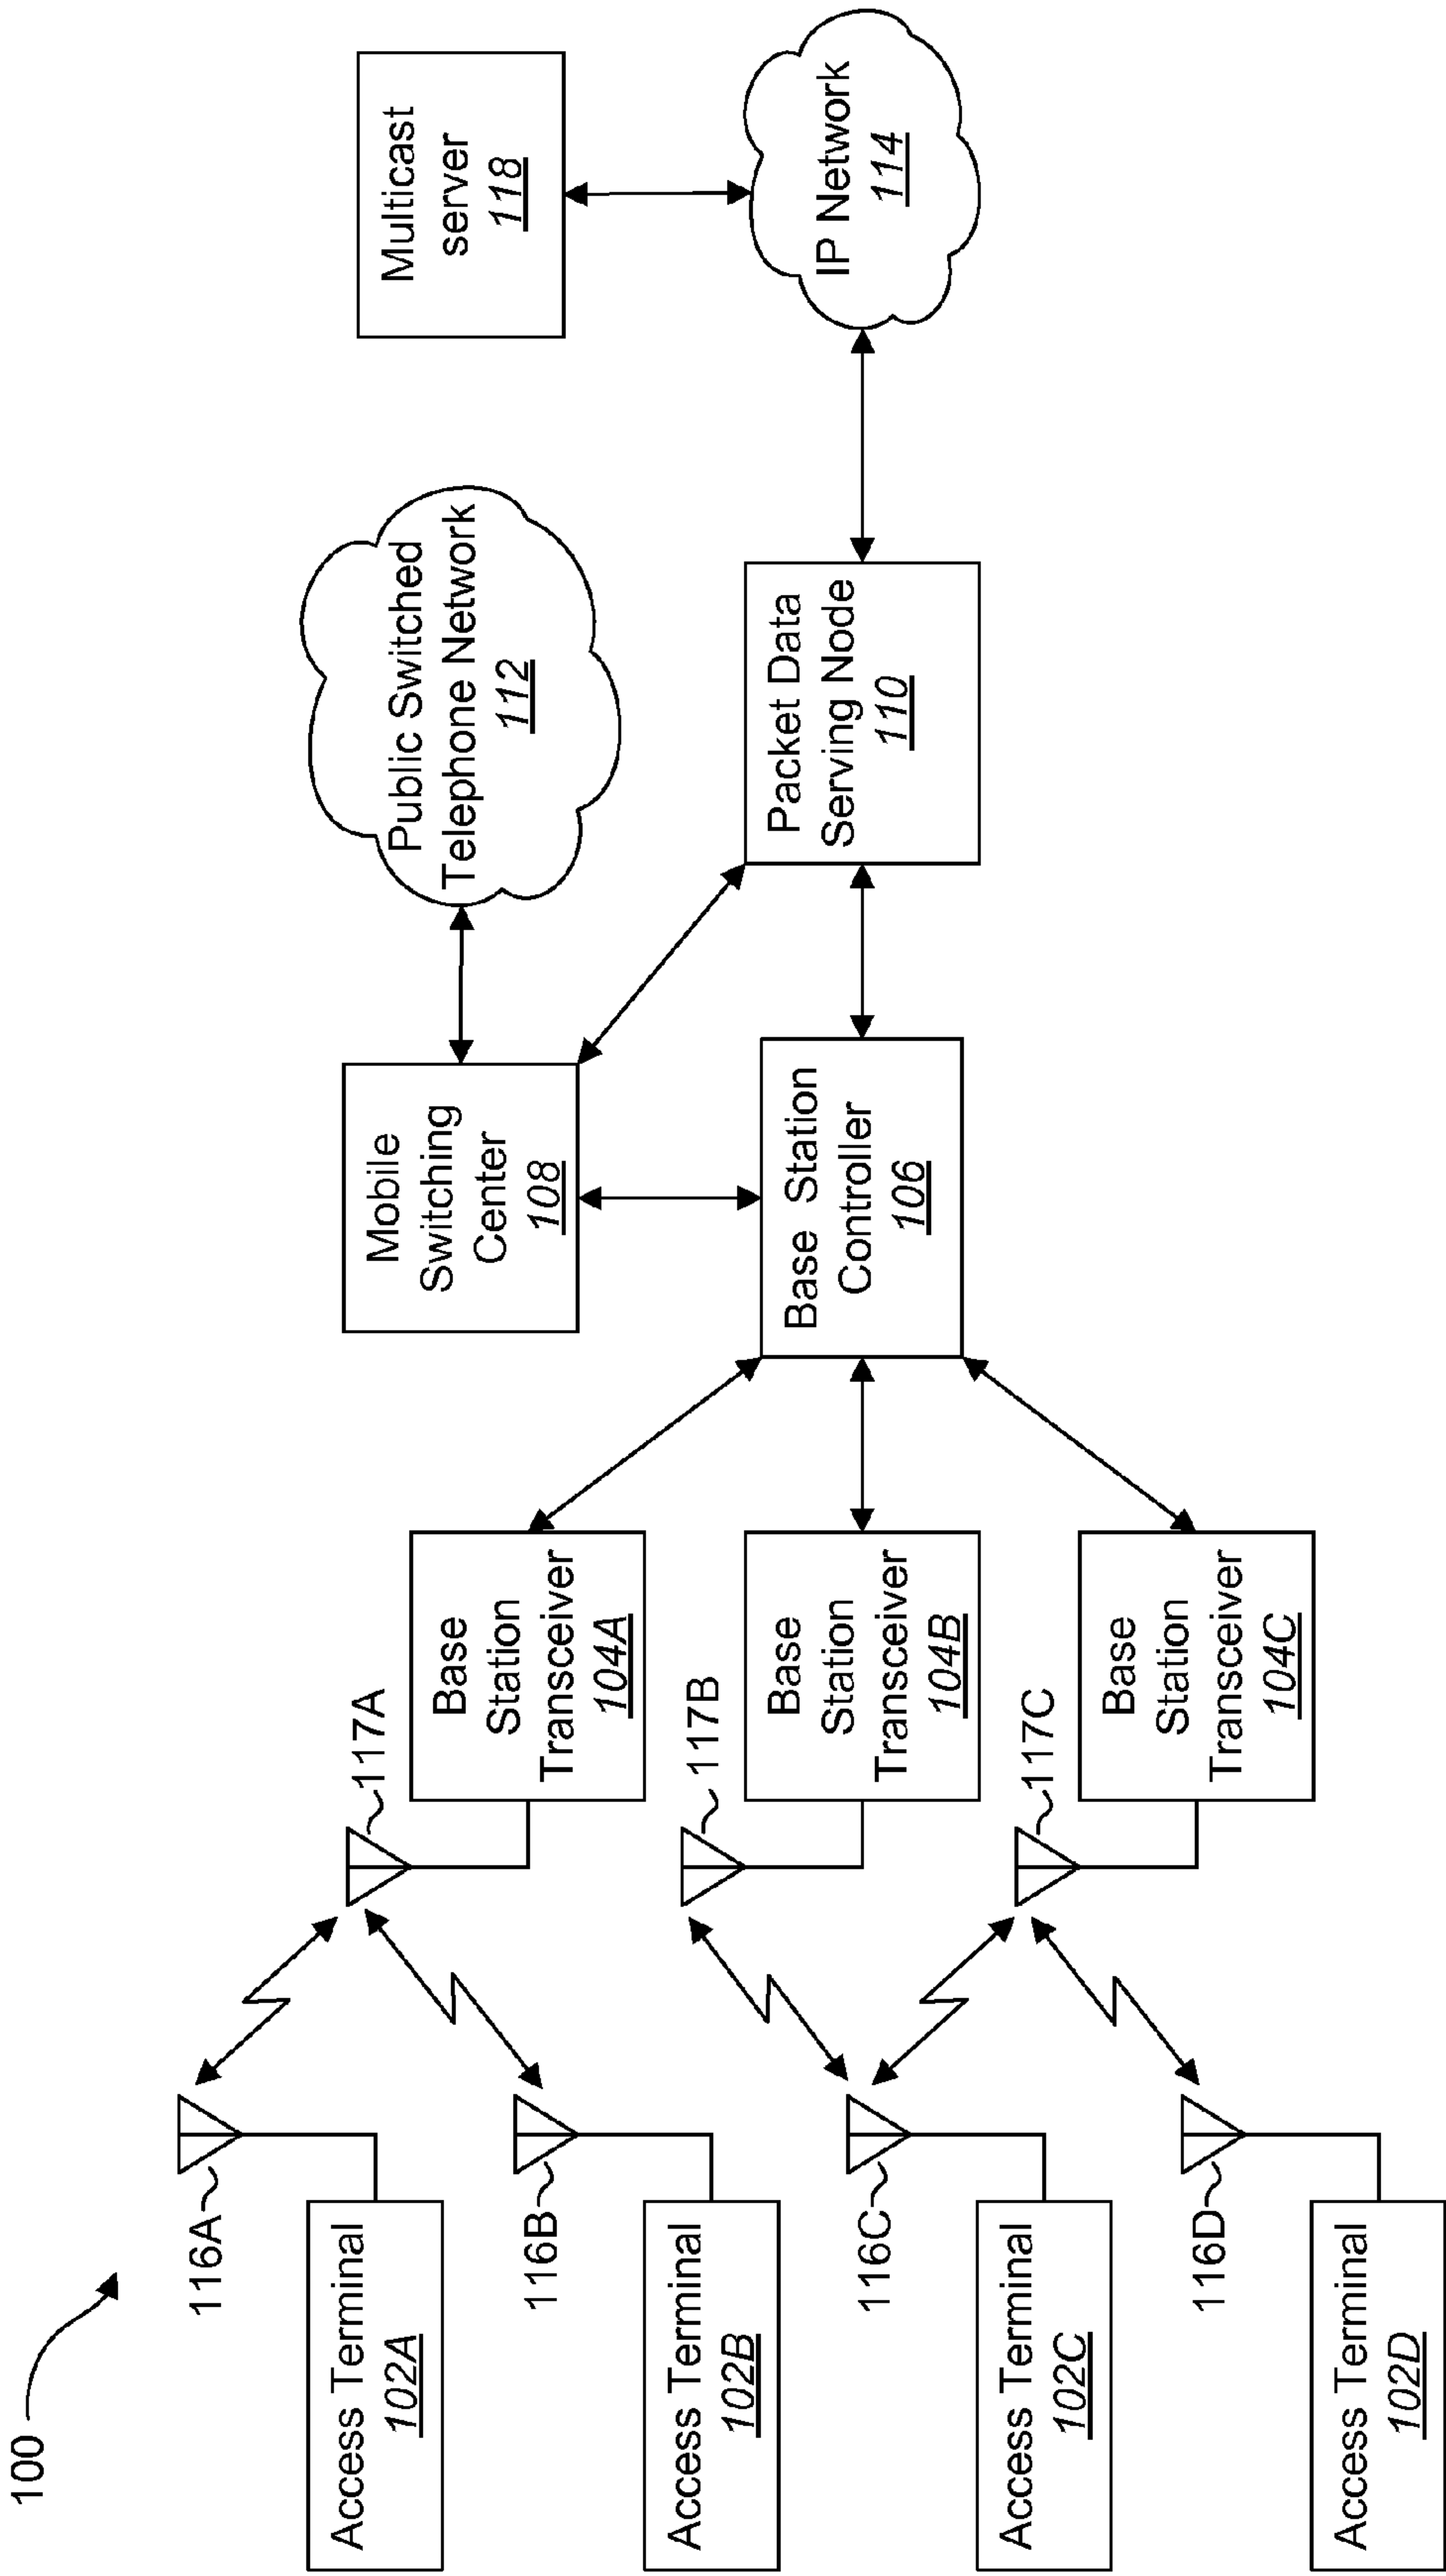 100
116A
Access Terminal
102A
116B
Access Terminal
102B
116C
Access Terminal
102C
116D
Access Terminal
102D
117A
Base
Station
Transceiver
104A
117B
Base
Station
Transceiver
104B
117C
Base
Station
Transceiver
104C
Mobile
Switching
Center
108
Base Station
Controller
106
Public Switched
Telephone Network
112
Packet Data
Serving Node
110
Multicast
server
118
IP Network
114